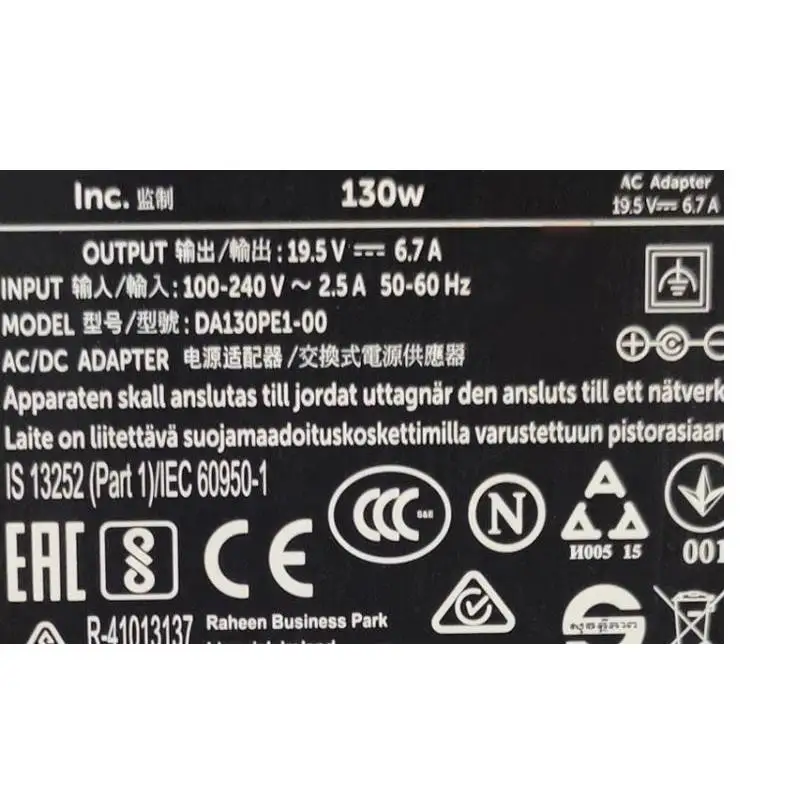 Inc. 监制
130w
AC Adapter
19.5 V 6.7 A
OUTPUT 输出/輸出 : 19.5 V 6.7 A
INPUT 输入/輸入 : 100-240 V ~ 2.5 A 50-60 Hz
MODEL 型号/型號 : DA130PE1-00
AC/DC ADAPTER 电源适配器/交換式電源供應器
Apparaten skall anslutas till jordat uttagnär den ansluts till ett nätverk
Laite on liitettävä suojamaadoituskoskettimilla varustettuun pistorasiaan
IS 13252 (Part 1)/IEC 60950-1
CCC S&E
N
И005 15
001
EAC
CE
R-41013137
Raheen Business Park